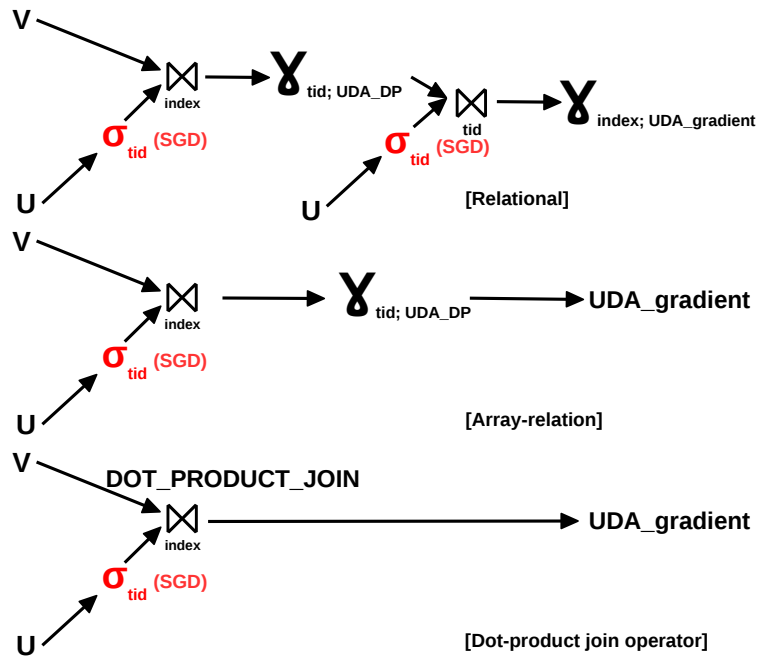 V
⋈
index
γ tid; UDA_DP
⋈
tid
γ index; UDA_gradient
σ tid (SGD)
σ tid (SGD)
U
U
[Relational]
V
⋈
index
γ tid; UDA_DP
UDA_gradient
σ tid (SGD)
U
[Array-relation]
V
DOT_PRODUCT_JOIN
⋈
index
UDA_gradient
σ tid (SGD)
U
[Dot-product join operator]